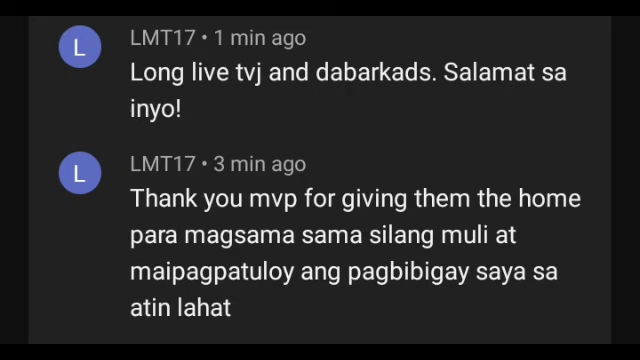 L
LMT17 • 1 min ago
Long live tvj and dabarkads. Salamat sa
inyo!
L
LMT17 • 3 min ago
Thank you mvp for giving them the home
para magsama sama silang muli at
maipagpatuloy ang pagbibigay saya sa
atin lahat